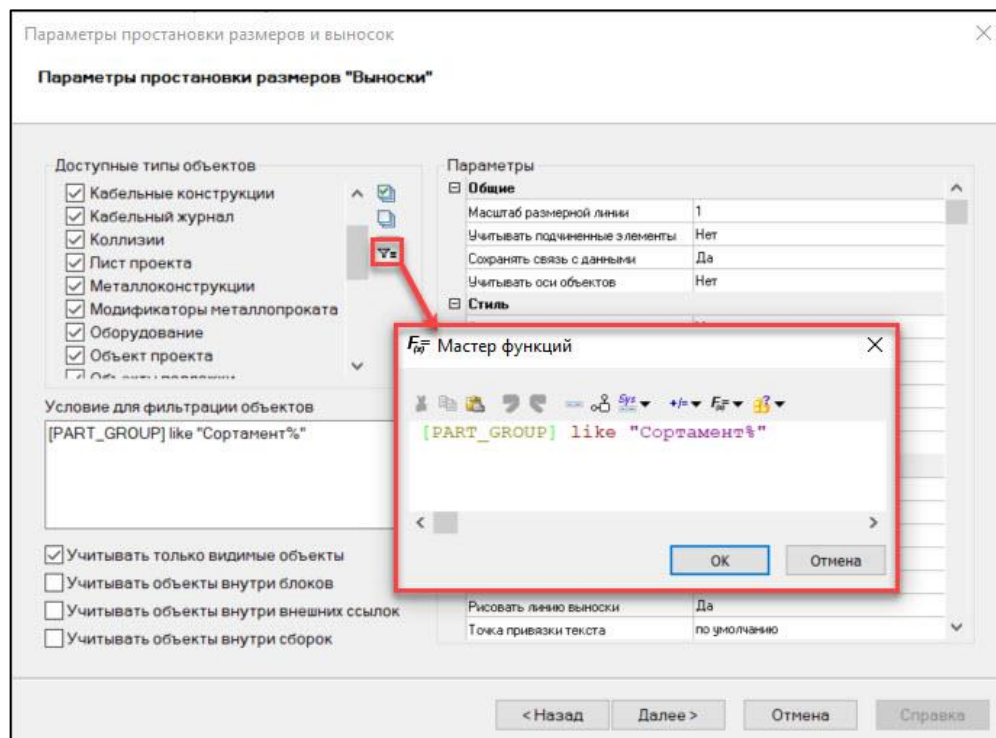 Параметры простановки размеров и выносок
Параметры простановки размеров "Выноски"
Доступные типы объектов
Кабельные конструкции
Кабельный журнал
Коллизии
Лист проекта
Металлоконструкции
Модификаторы металлопроката
Оборудование
Объект проекта
Условие для фильтрации объектов
[PART_GROUP] like "Сортамент%"
Учитывать только видимые объекты
Учитывать объекты внутри блоков
Учитывать объекты внутри внешних ссылок
Учитывать объекты внутри сборок
Параметры
Общие
Масштаб размерной линии 1
Учитывать подчиненные элементы Нет
Сохранять связь с данными Да
Учитывать оси объектов Нет
Стиль
Мастер функций
[PART_GROUP] like "Сортамент%"
ОК Отмена
Рисовать линию выноски Да
Точка привязки текста по умолчанию
< Назад Далее > Отмена Справка